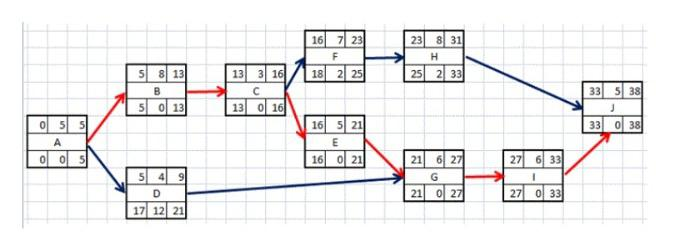 16 7 23
F
18 2 25
23 8 31
H
25 2 33
5 8 13
B
5 0 13
13 3 16
C
13 0 16
33 5 38
J
33 0 38
0 5 5
A
0 0 5
16 5 21
E
16 0 21
21 6 27
G
21 0 27
27 6 33
I
27 0 33
5 4 9
D
17 12 21